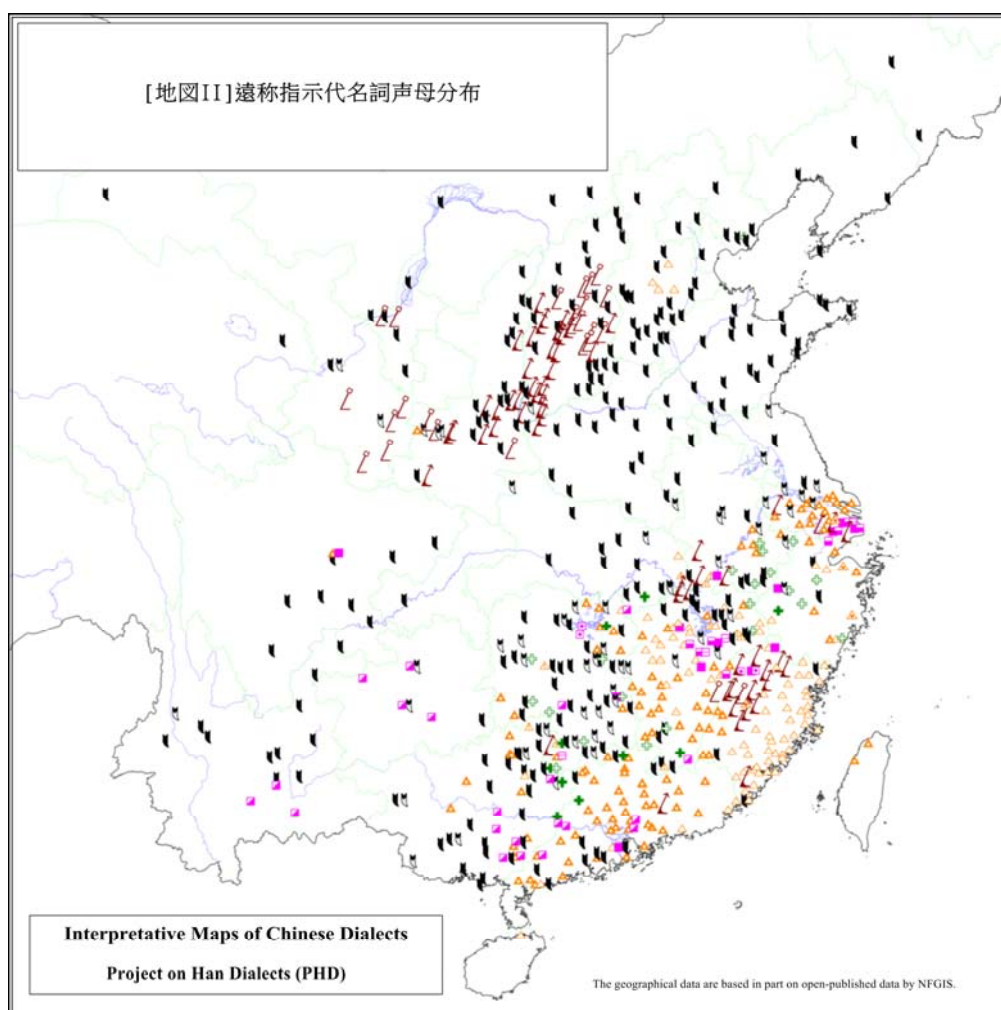 [地図II]遠称指示代名詞声母分布
Interpretative Maps of Chinese Dialects
Project on Han Dialects (PHD)
The geographical data are based in part on open-published data by NFGIS.